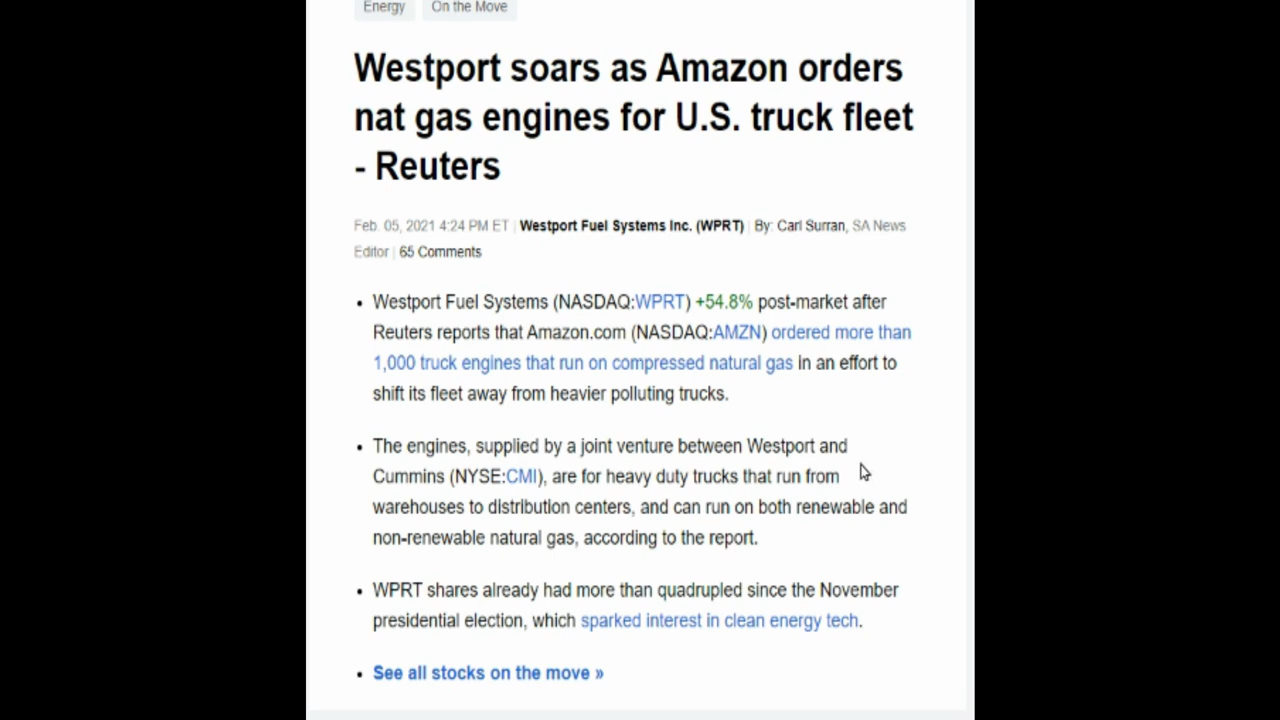 Energy On the Move
Westport soars as Amazon orders
nat gas engines for U.S. truck fleet
- Reuters
Feb. 05, 2021 4:24 PM ET | Westport Fuel Systems Inc. (WPRT) | By: Carl Surran, SA News
Editor | 65 Comments
• Westport Fuel Systems (NASDAQ:WPRT) +54.8% post-market after
Reuters reports that Amazon.com (NASDAQ:AMZN) ordered more than
1,000 truck engines that run on compressed natural gas in an effort to
shift its fleet away from heavier polluting trucks.
• The engines, supplied by a joint venture between Westport and
Cummins (NYSE:CMI), are for heavy duty trucks that run from
warehouses to distribution centers, and can run on both renewable and
non-renewable natural gas, according to the report.
• WPRT shares already had more than quadrupled since the November
presidential election, which sparked interest in clean energy tech.
• See all stocks on the move »